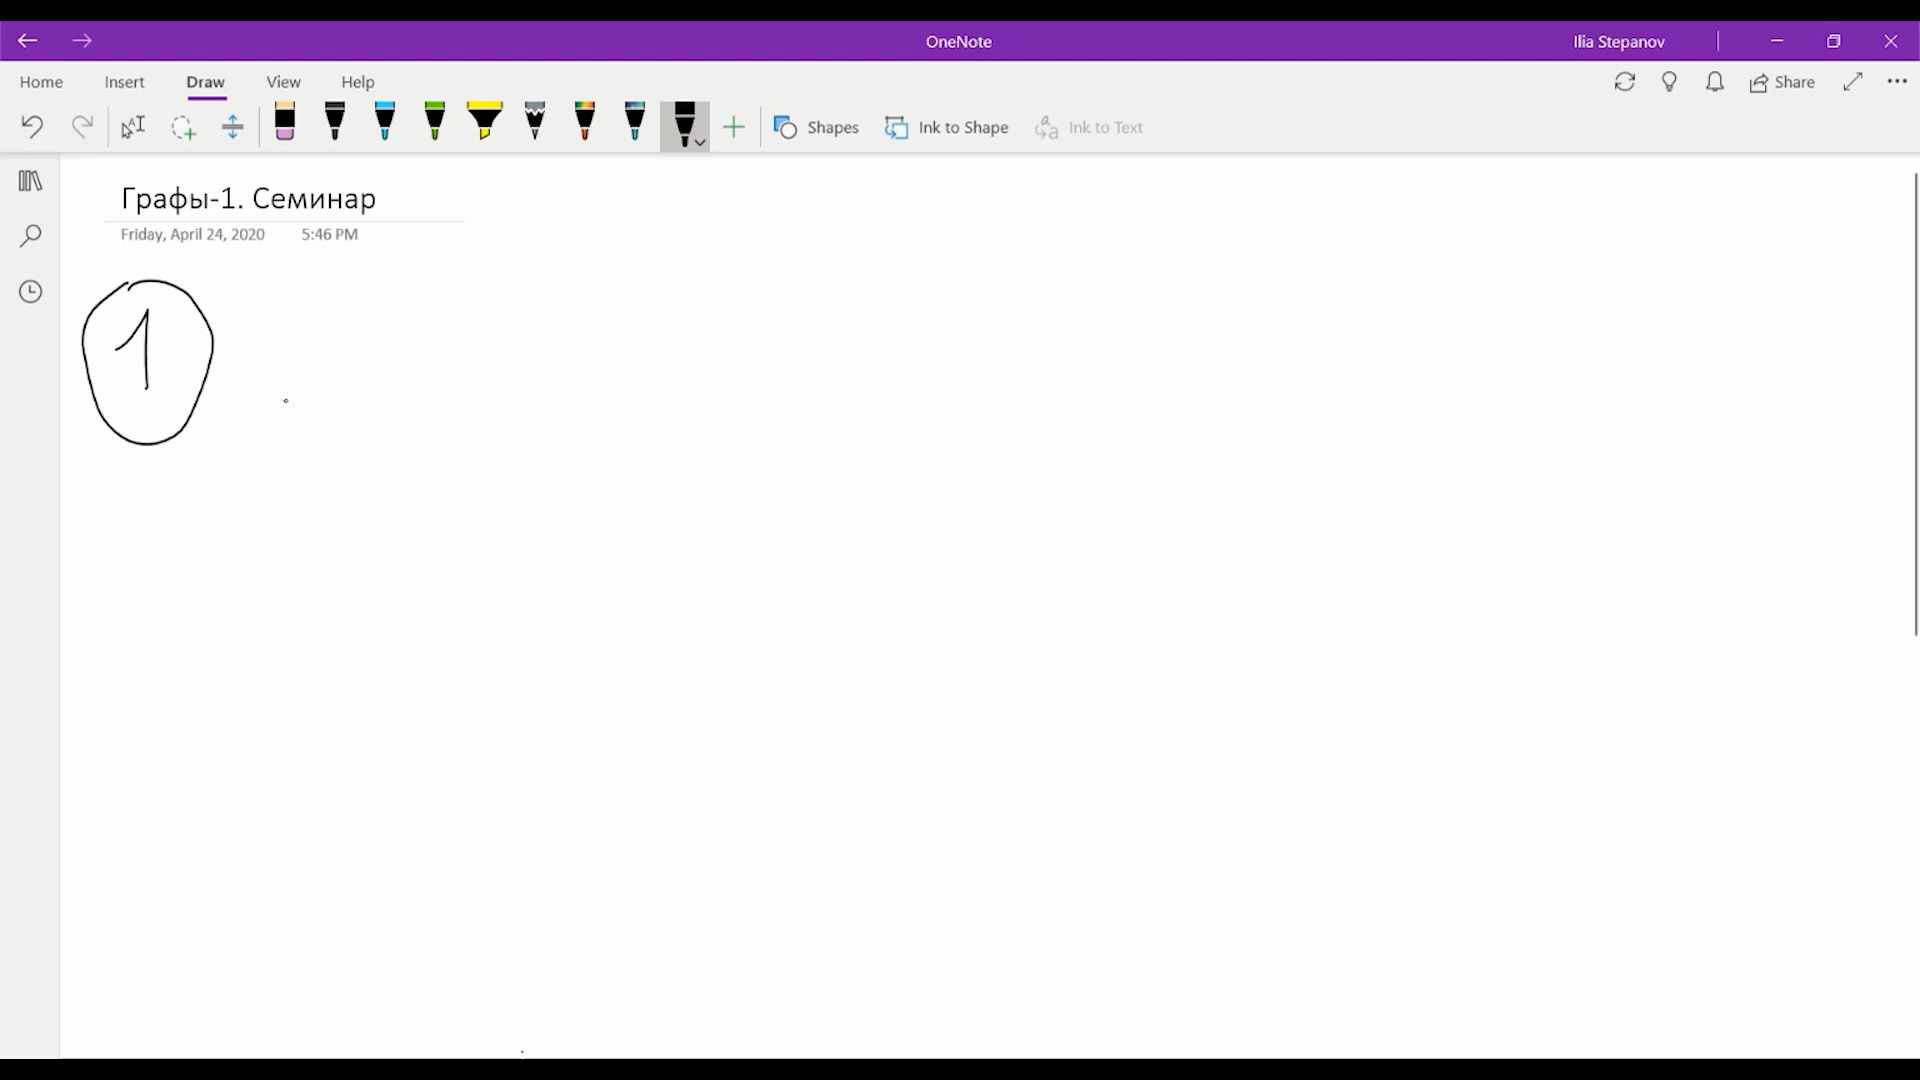 OneNote
Ilia Stepanov
Home Insert Draw View Help
Share
Shapes Ink to Shape Ink to Text
Графы-1. Семинар
Friday, April 24, 2020 5:46 PM
1